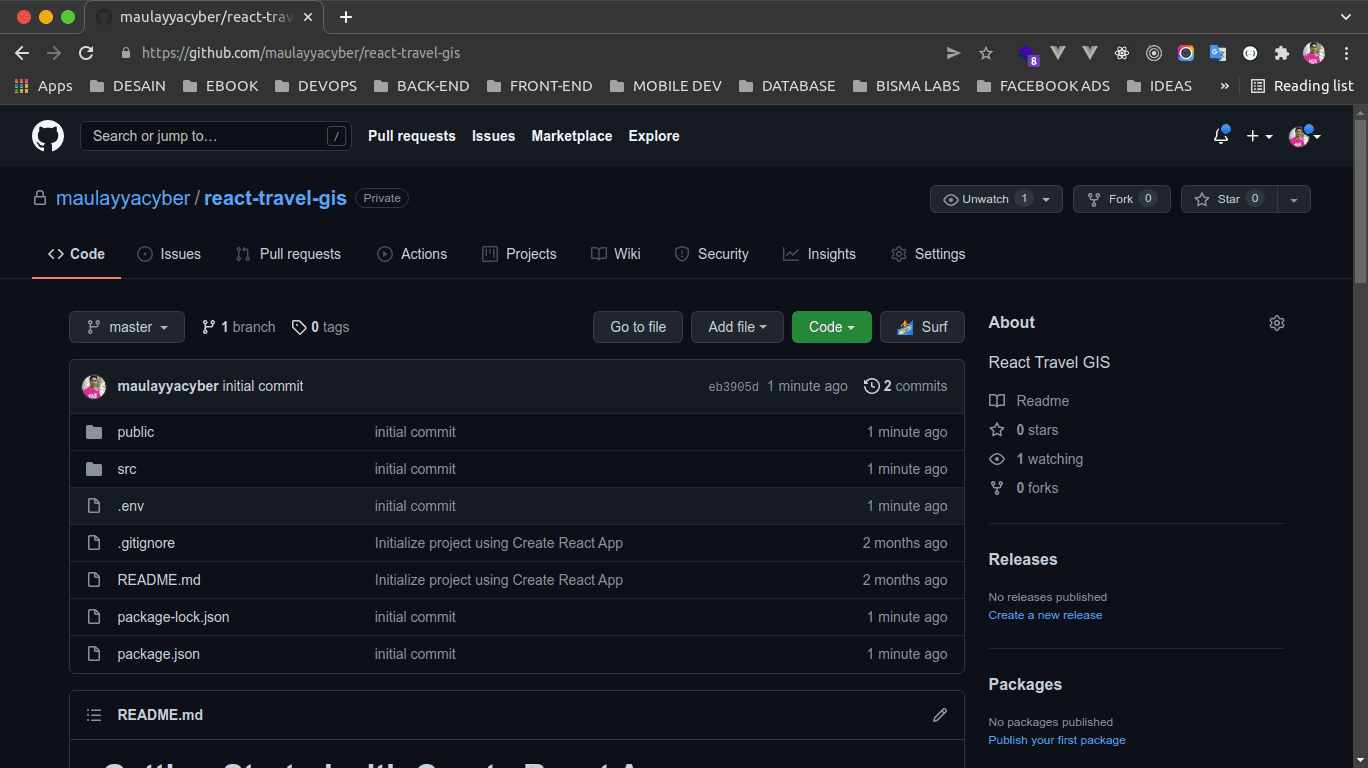 maulayyacyber/react-trav
https://github.com/maulayyacyber/react-travel-gis
8
Apps DESAIN EBOOK DEVOPS BACK-END FRONT-END MOBILE DEV DATABASE BISMA LABS FACEBOOK ADS IDEAS » Reading list
Search or jump to… / Pull requests Issues Marketplace Explore
maulayyacyber / react-travel-gis Private Unwatch 1 Fork 0 Star 0
Code Issues Pull requests Actions Projects Wiki Security Insights Settings
master 1 branch 0 tags Go to file Add file Code Surf
maulayyacyber initial commit eb3905d 1 minute ago 2 commits
public initial commit 1 minute ago
src initial commit 1 minute ago
.env initial commit 1 minute ago
.gitignore Initialize project using Create React App 2 months ago
README.md Initialize project using Create React App 2 months ago
package-lock.json initial commit 1 minute ago
package.json initial commit 1 minute ago
README.md
About
React Travel GIS
Readme
0 stars
1 watching
0 forks
Releases
No releases published
Create a new release
Packages
No packages published
Publish your first package